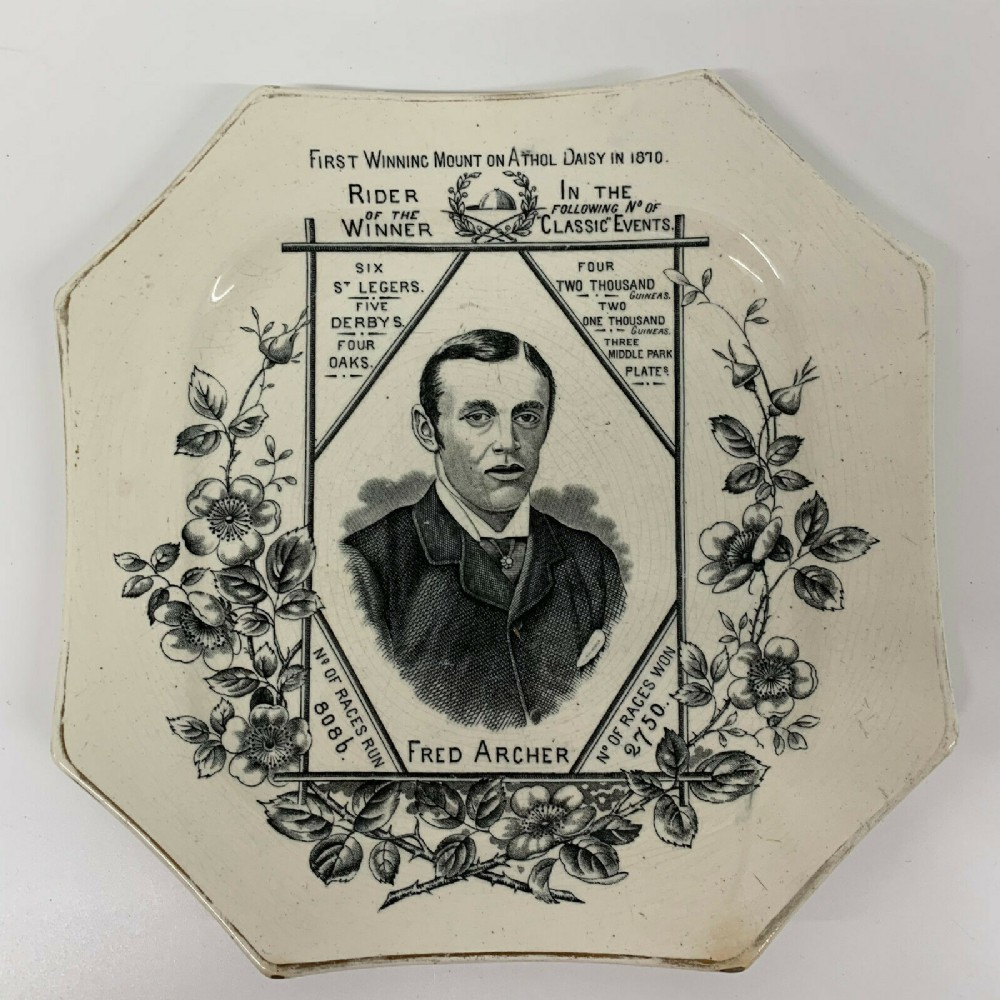 FIRST WINNING MOUNT ON ATHOL DAISY IN 1870.
RIDER
OF THE
WINNER
IN THE
FOLLOWING Nº OF
"CLASSIC" EVENTS.
SIX
Sᵀ LEGERS.
FIVE
DERBYS.
FOUR
OAKS.
FOUR
TWO THOUSAND
GUINEAS.
TWO
ONE THOUSAND
GUINEAS.
THREE
MIDDLE PARK
PLATES.
Nº OF RACES RUN
8086.
FRED ARCHER
Nº OF RACES WON
2750.